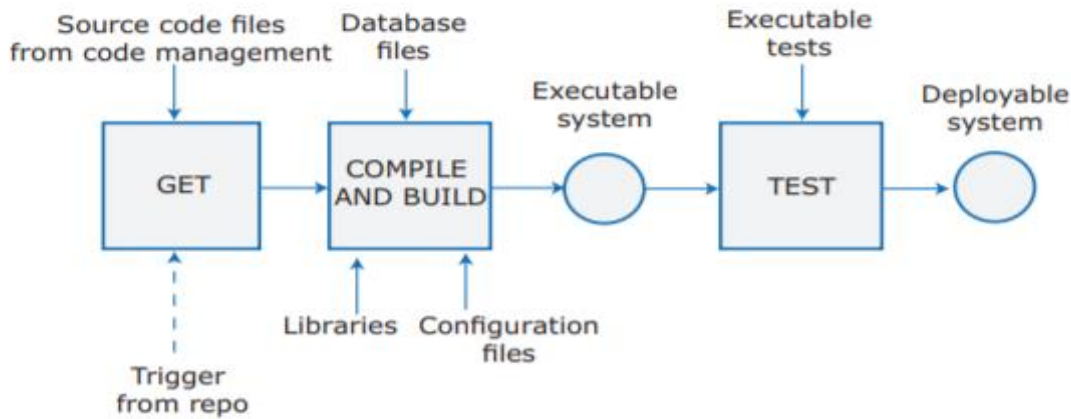 Source code files
from code management
Database
files
Executable
tests
Executable
system
Deployable
system
GET
COMPILE
AND BUILD
TEST
Libraries
Configuration
files
Trigger
from repo